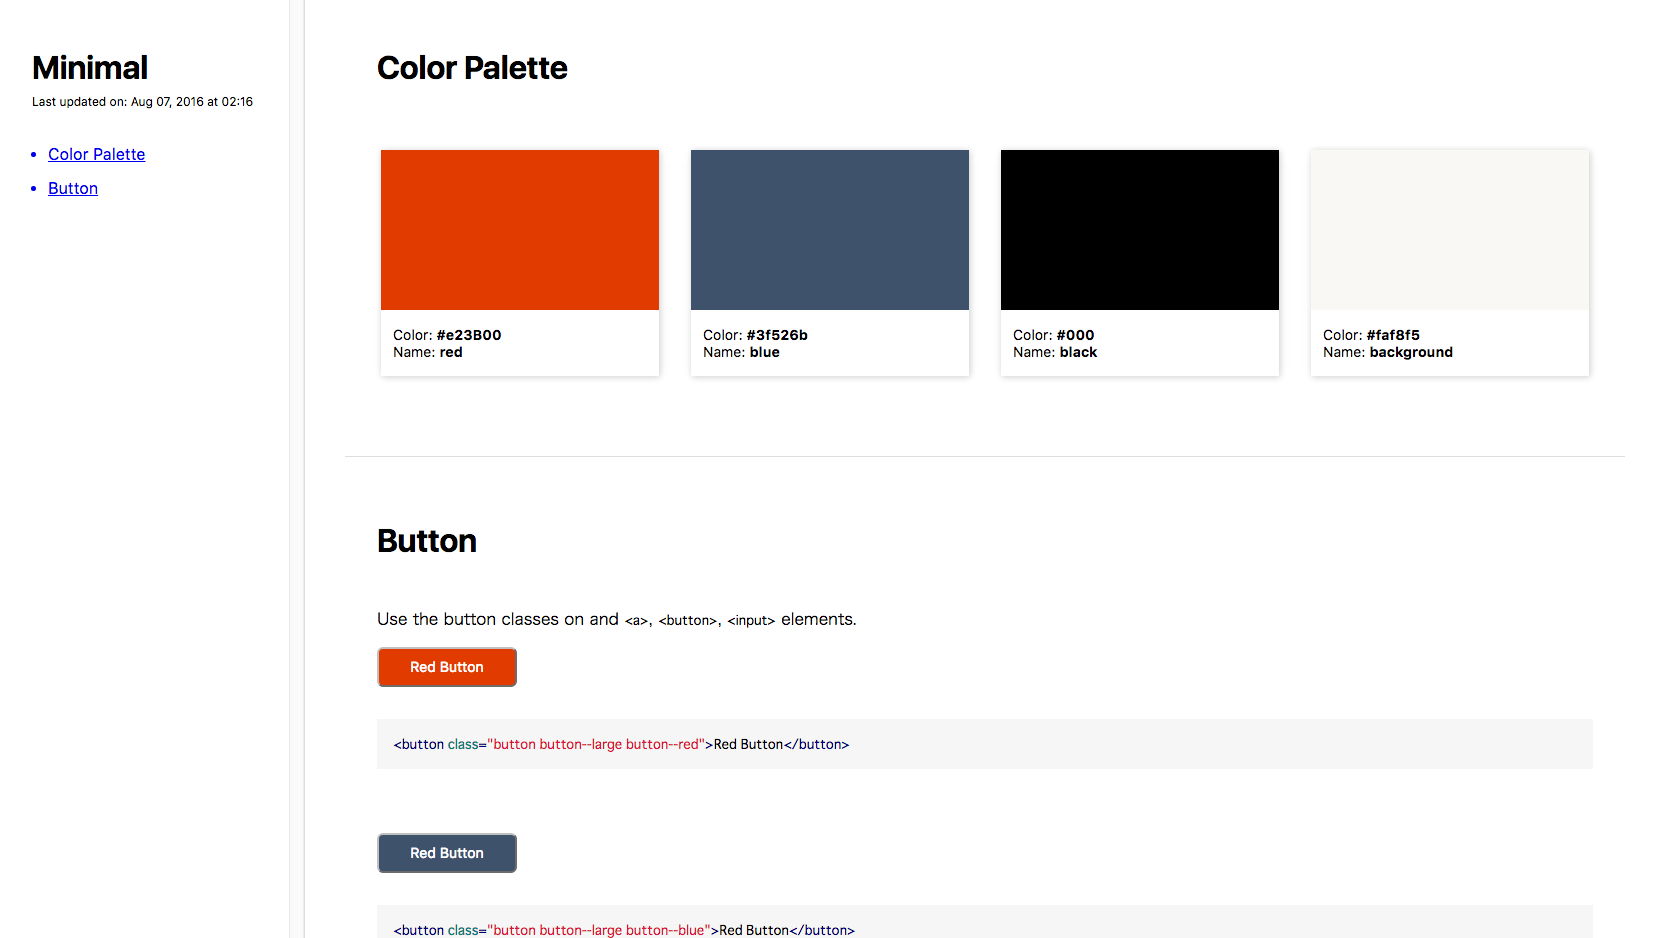 Minimal
Last updated on: Aug 07, 2016 at 02:16
Color Palette
Button
Color Palette
Color: #e23B00
Name: red
Color: #3f526b
Name: blue
Color: #000
Name: black
Color: #faf8f5
Name: background
Button
Use the button classes on and <a>, <button>, <input> elements.
Red Button
<button class="button button--large button--red">Red Button</button>
Red Button
<button class="button button--large button--blue">Red Button</button>